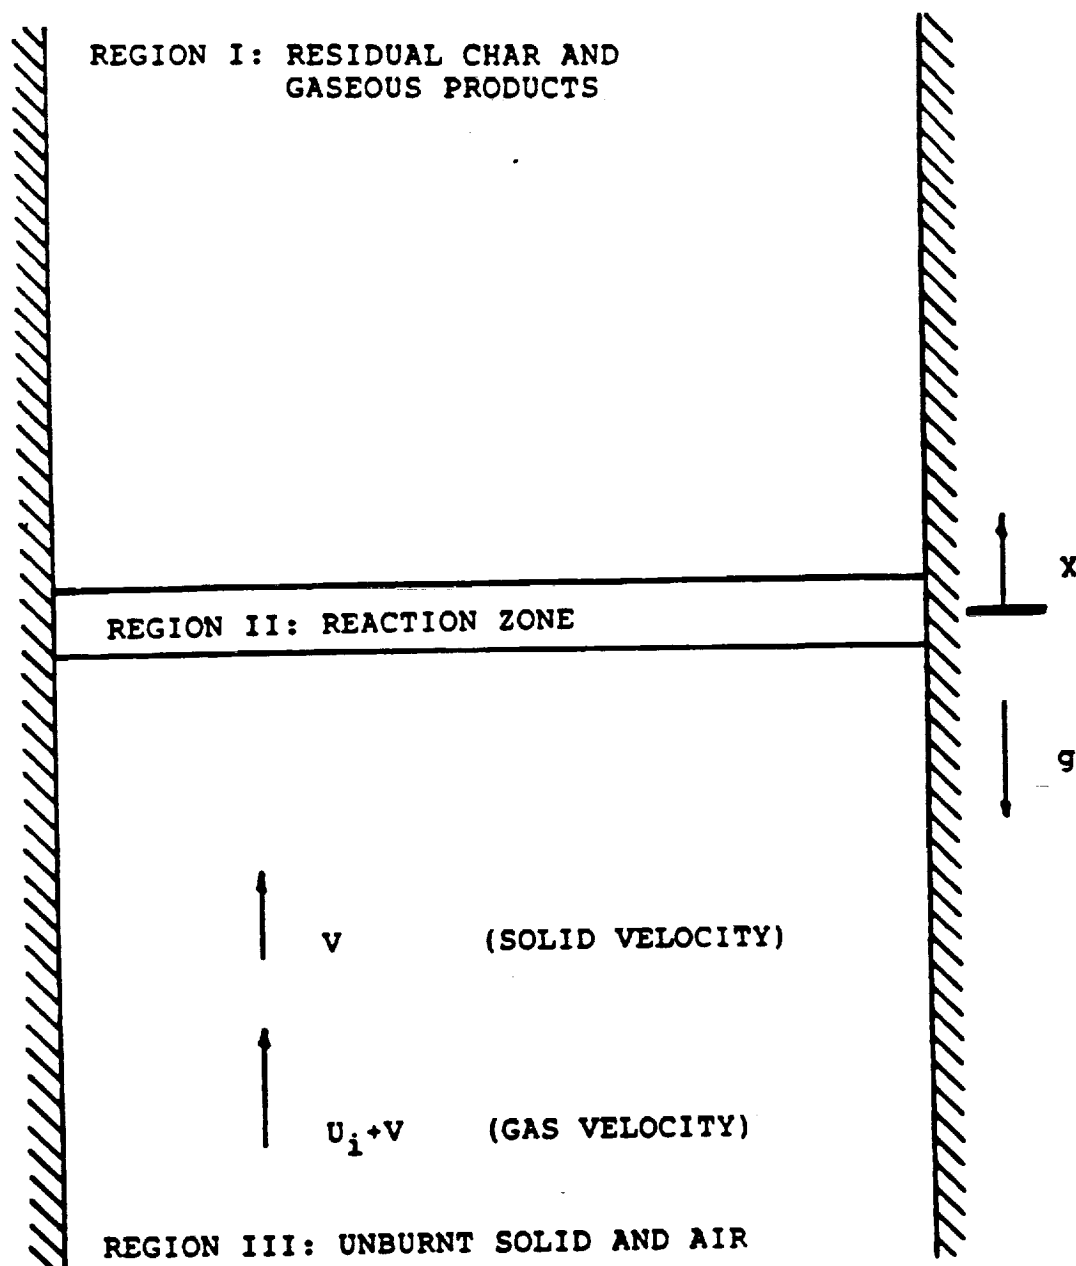 REGION I: RESIDUAL CHAR AND
GASEOUS PRODUCTS
X
REGION II: REACTION ZONE
g
V (SOLID VELOCITY)
Ui+V (GAS VELOCITY)
REGION III: UNBURNT SOLID AND AIR